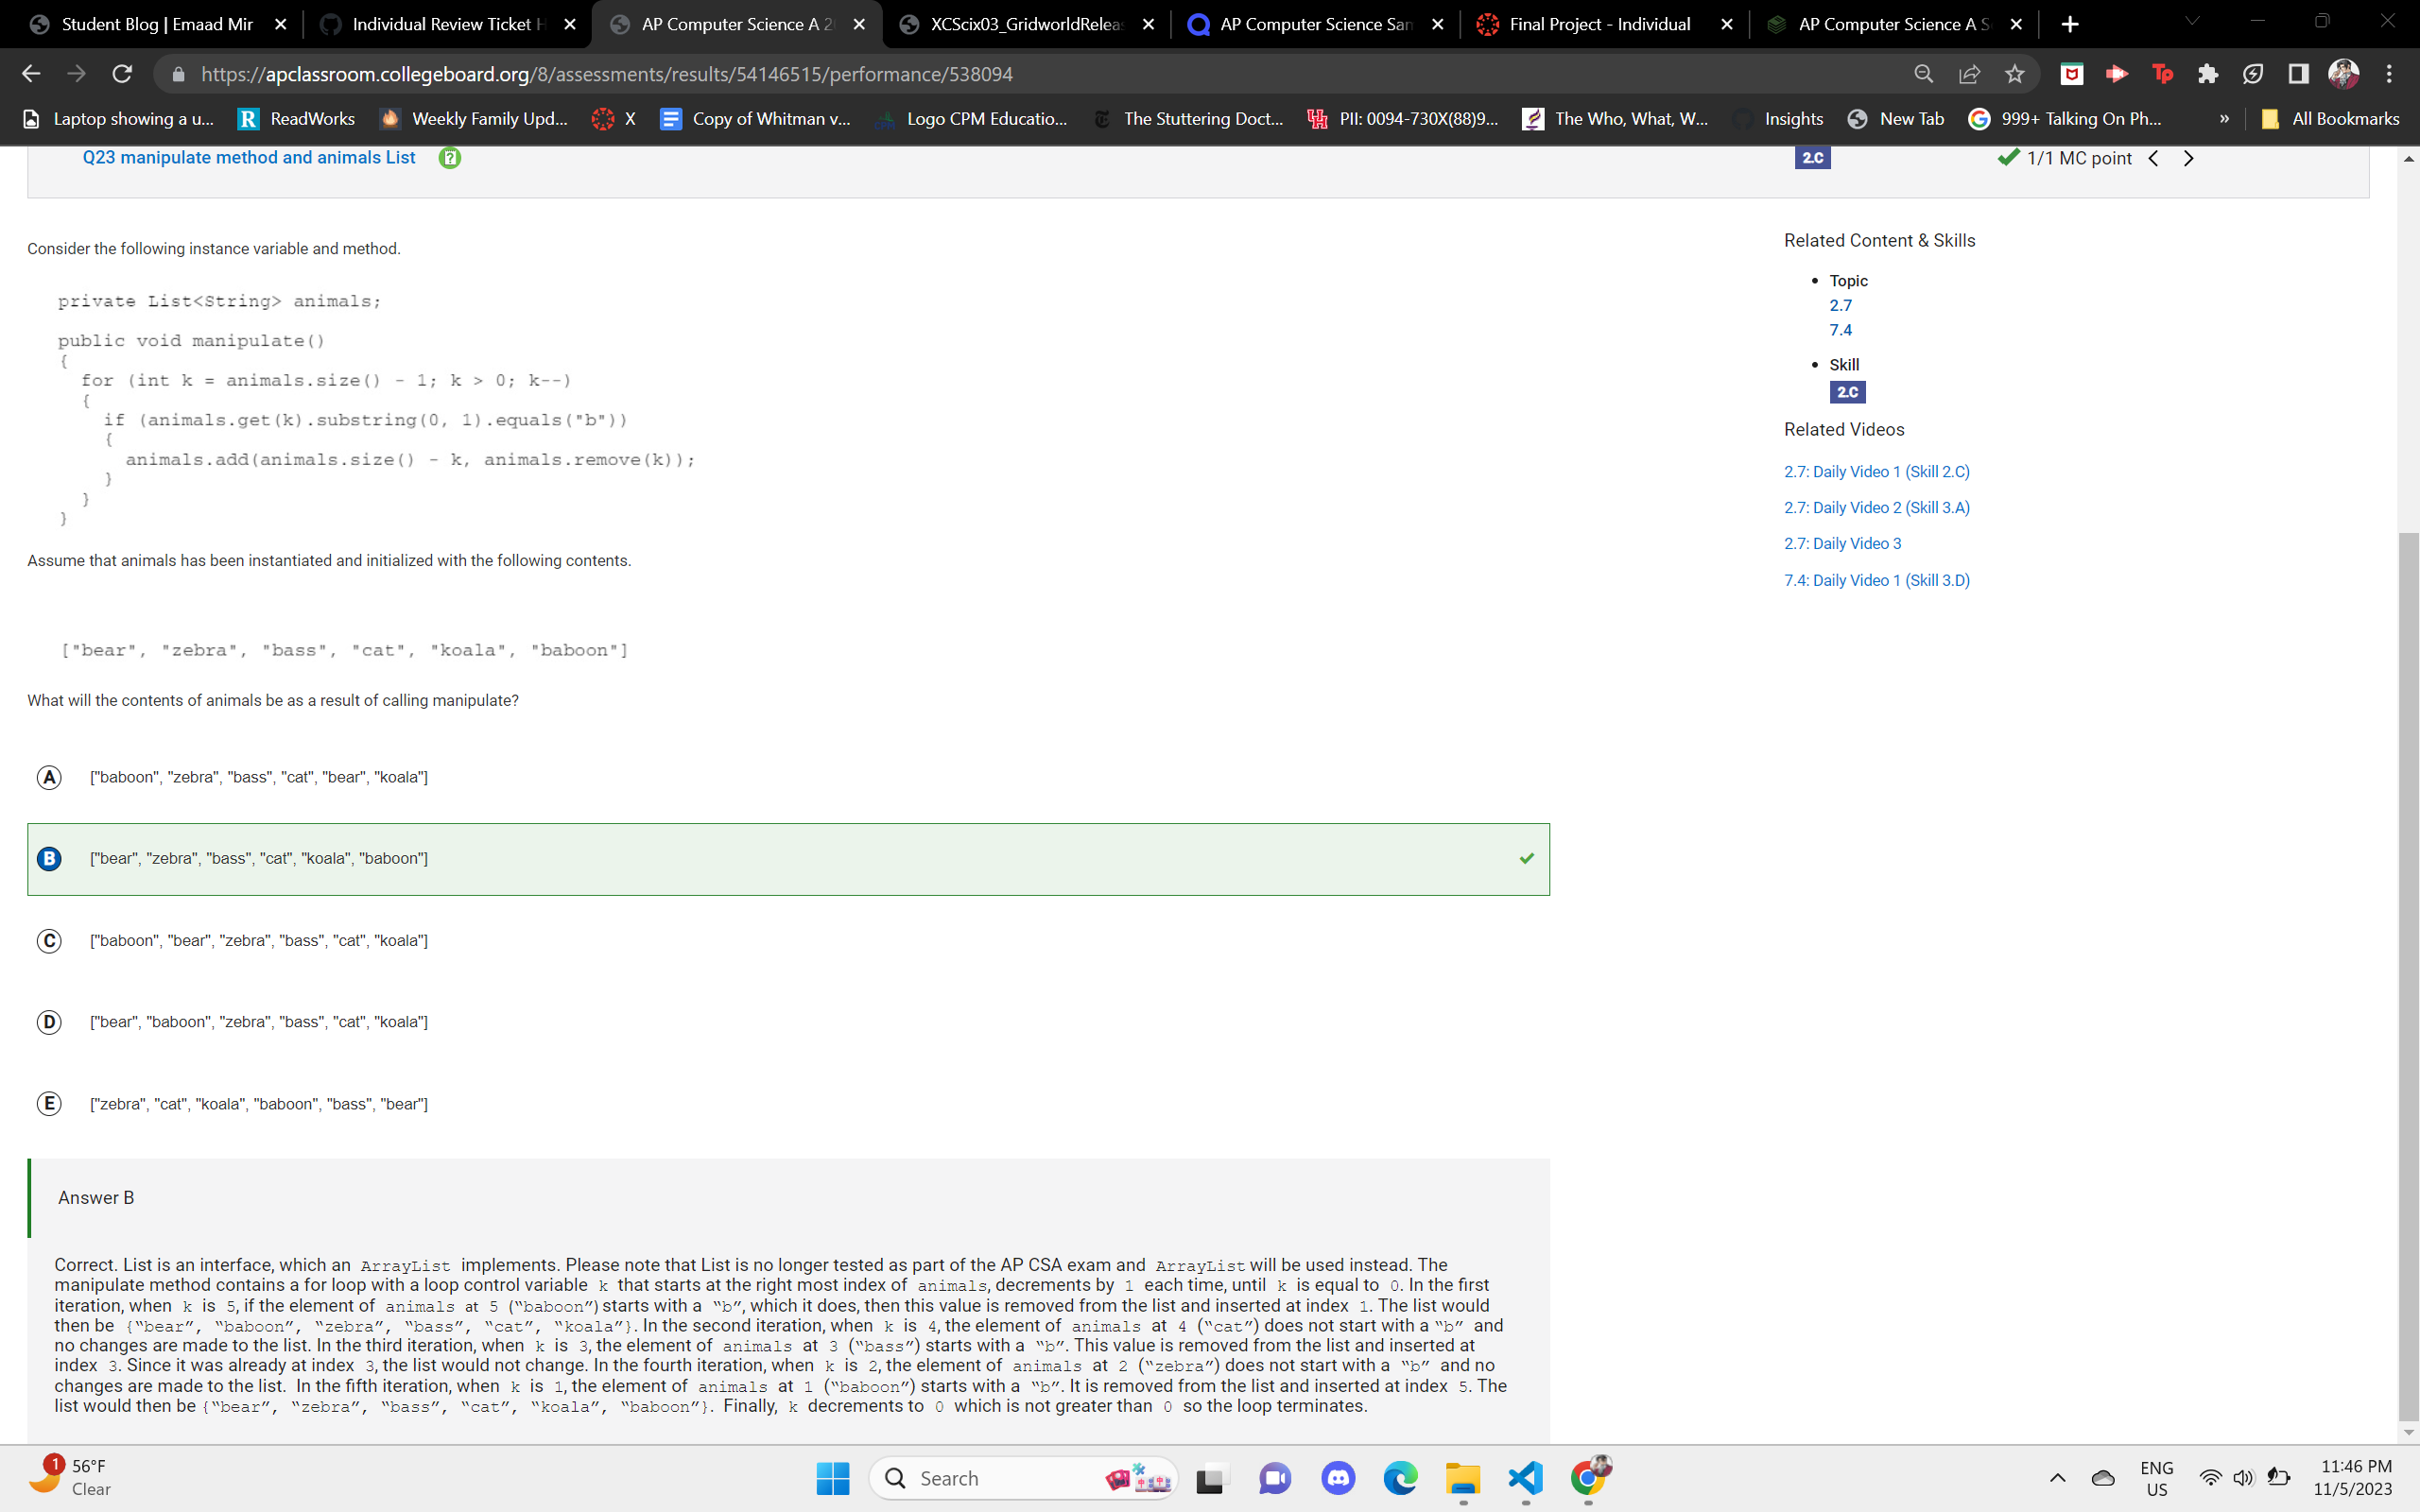 Student Blog | Emaad Mir
Individual Review Ticket H
AP Computer Science A 2
XCScix03_GridworldRelea
AP Computer Science Sam
Final Project - Individual
AP Computer Science A S
https://apclassroom.collegeboard.org/8/assessments/results/54146515/performance/538094
Laptop showing a u...
ReadWorks
Weekly Family Upd...
X
Copy of Whitman v...
Logo CPM Educatio...
The Stuttering Doct...
PII: 0094-730X(88)9...
The Who, What, W...
Insights
New Tab
999+ Talking On Ph...
»
All Bookmarks
Q23 manipulate method and animals List
2.C
1/1 MC point
Consider the following instance variable and method.
private List<String> animals;
public void manipulate()
{
for (int k = animals.size() - 1; k > 0; k--)
{
if (animals.get(k).substring(0, 1).equals("b"))
{
animals.add(animals.size() - k, animals.remove(k));
}
}
}
Assume that animals has been instantiated and initialized with the following contents.
["bear", "zebra", "bass", "cat", "koala", "baboon"]
What will the contents of animals be as a result of calling manipulate?
A ["baboon", "zebra", "bass", "cat", "bear", "koala"]
B ["bear", "zebra", "bass", "cat", "koala", "baboon"]
C ["baboon", "bear", "zebra", "bass", "cat", "koala"]
D ["bear", "baboon", "zebra", "bass", "cat", "koala"]
E ["zebra", "cat", "koala", "baboon", "bass", "bear"]
Answer B
Correct. List is an interface, which an ArrayList implements. Please note that List is no longer tested as part of the AP CSA exam and ArrayList will be used instead. The
manipulate method contains a for loop with a loop control variable k that starts at the right most index of animals, decrements by 1 each time, until k is equal to 0. In the first
iteration, when k is 5, if the element of animals at 5 (“baboon”) starts with a “b”, which it does, then this value is removed from the list and inserted at index 1. The list would
then be {“bear”, “baboon”, “zebra”, “bass”, “cat”, “koala”}. In the second iteration, when k is 4, the element of animals at 4 (“cat”) does not start with a “b” and
no changes are made to the list. In the third iteration, when k is 3, the element of animals at 3 (“bass”) starts with a “b”. This value is removed from the list and inserted at
index 3. Since it was already at index 3, the list would not change. In the fourth iteration, when k is 2, the element of animals at 2 (“zebra”) does not start with a “b” and no
changes are made to the list. In the fifth iteration, when k is 1, the element of animals at 1 (“baboon”) starts with a “b”. It is removed from the list and inserted at index 5. The
list would then be {“bear”, “zebra”, “bass”, “cat”, “koala”, “baboon”}. Finally, k decrements to 0 which is not greater than 0 so the loop terminates.
Related Content & Skills
Topic
2.7
7.4
Skill
2.C
Related Videos
2.7: Daily Video 1 (Skill 2.C)
2.7: Daily Video 2 (Skill 3.A)
2.7: Daily Video 3
7.4: Daily Video 1 (Skill 3.D)
1
56°F
Clear
Search
ENG
US
11:46 PM
11/5/2023